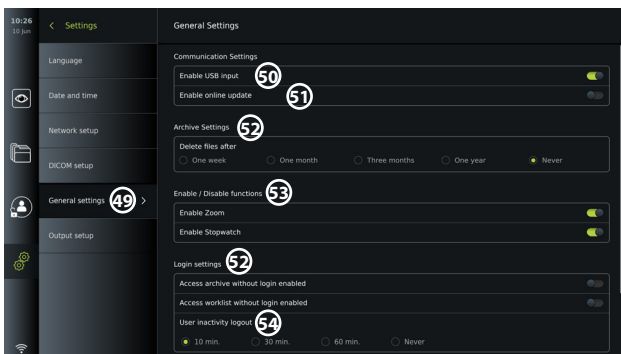 10:26
10 Jun
Settings
Language
Date and time
Network setup
DICOM setup
General settings 49
Output setup
General Settings
Communication Settings
Enable USB input 50
Enable online update 51
Archive Settings 52
Delete files after
One week One month Three months One year Never
Enable / Disable functions 53
Enable Zoom
Enable Stopwatch
Login settings 52
Access archive without login enabled
Access worklist without login enabled
User inactivity logout 54
10 min. 30 min. 60 min. Never